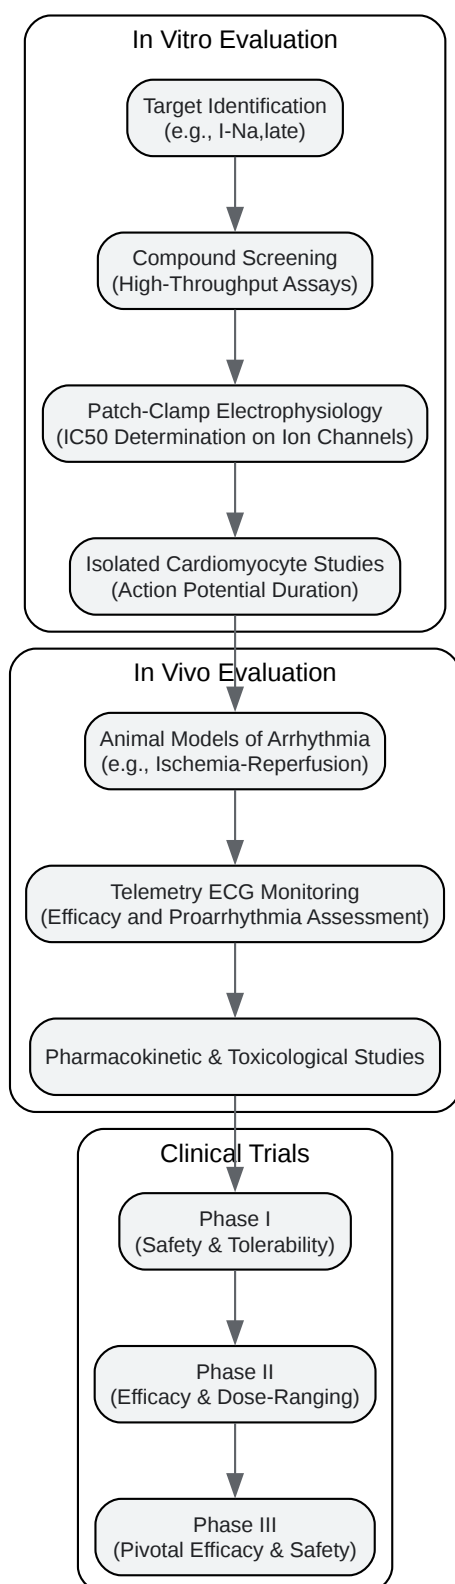 In Vitro Evaluation
Target Identification
(e.g., I-Na,late)
Compound Screening
(High-Throughput Assays)
Patch-Clamp Electrophysiology
(IC50 Determination on Ion Channels)
Isolated Cardiomyocyte Studies
(Action Potential Duration)
In Vivo Evaluation
Animal Models of Arrhythmia
(e.g., Ischemia-Reperfusion)
Telemetry ECG Monitoring
(Efficacy and Proarrhythmia Assessment)
Pharmacokinetic & Toxicological Studies
Clinical Trials
Phase I
(Safety & Tolerability)
Phase II
(Efficacy & Dose-Ranging)
Phase III
(Pivotal Efficacy & Safety)